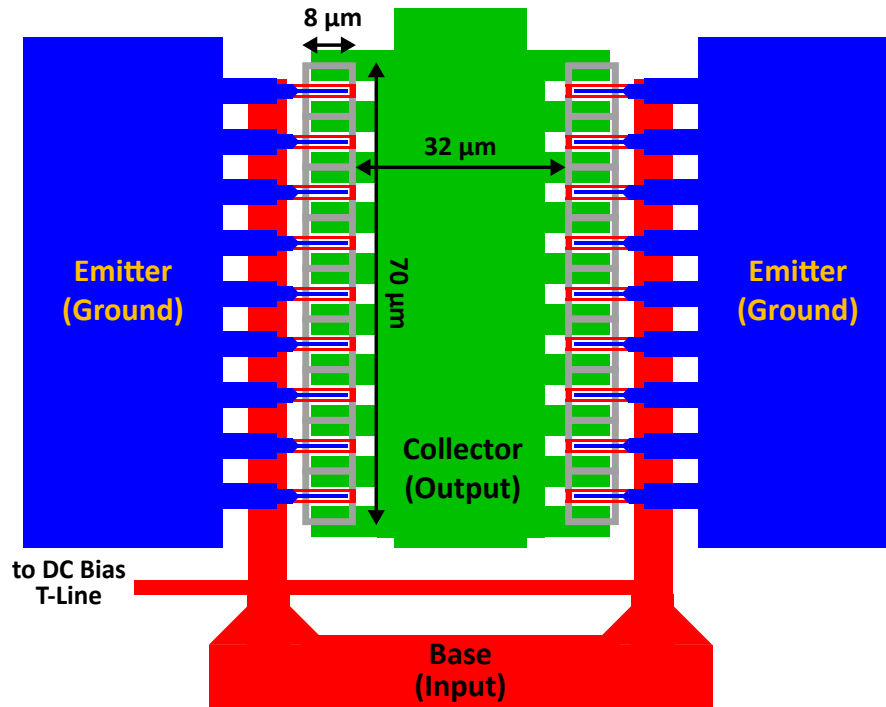 8 µm
32 µm
70 µm
Emitter
(Ground)
Emitter
(Ground)
Collector
(Output)
to DC Bias
T-Line
Base
(Input)